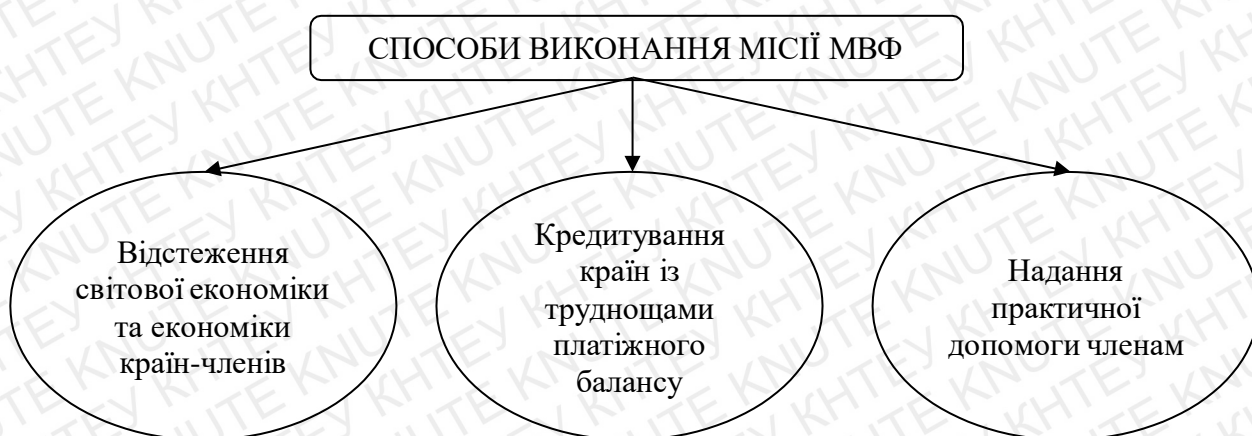 СПОСОБИ ВИКОНАННЯ МІСІЇ МВФ
Відстеження
світової економіки
та економіки
країн-членів
Кредитування
країн із
труднощами
платіжного
балансу
Надання
практичної
допомоги членам